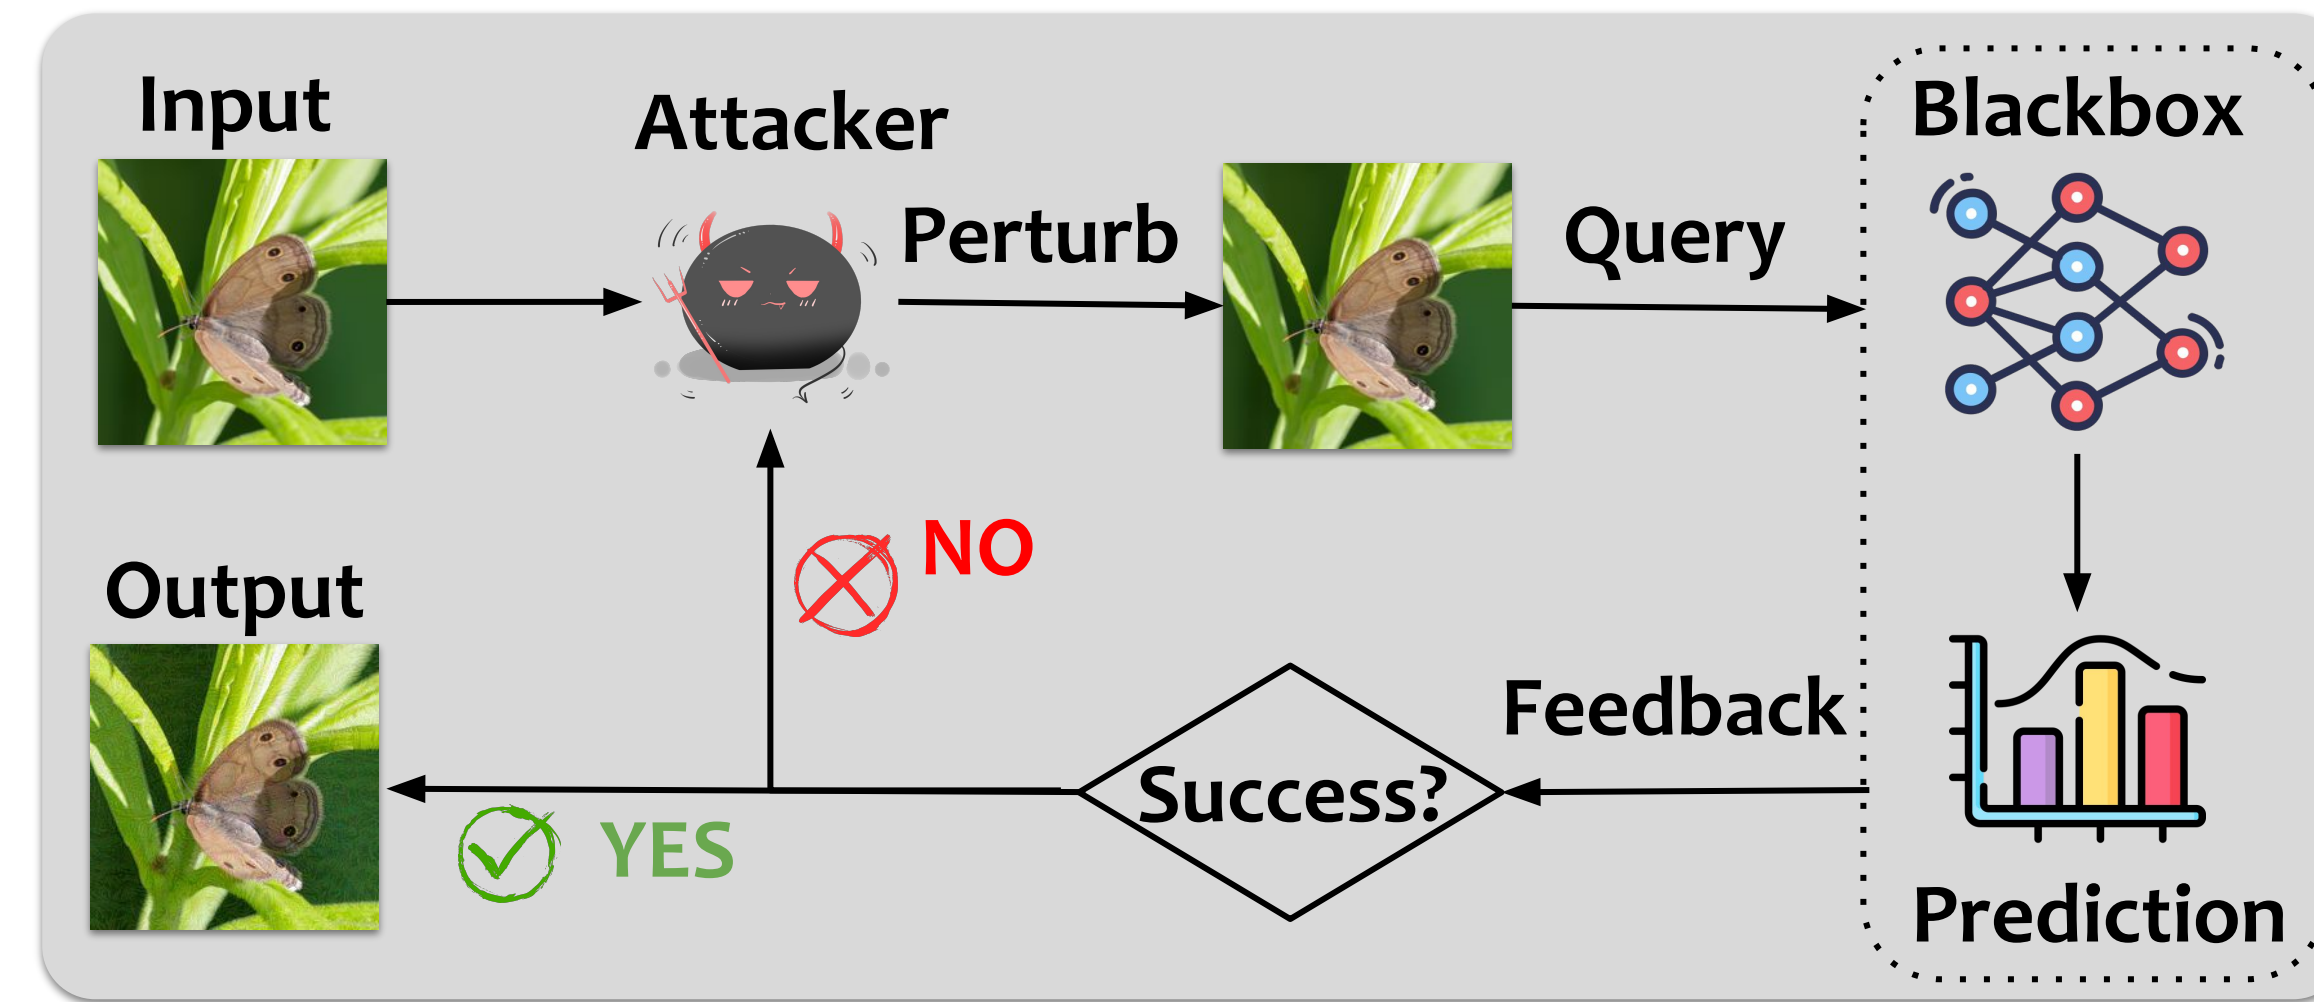 Input
Attacker
Blackbox
Perturb
Query
NO
Output
Feedback
Success?
YES
Prediction